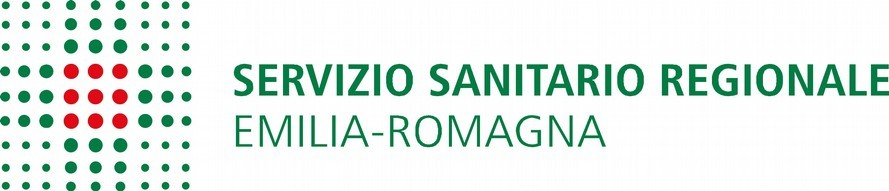 SERVIZIO SANITARIO REGIONALE
EMILIA-ROMAGNA